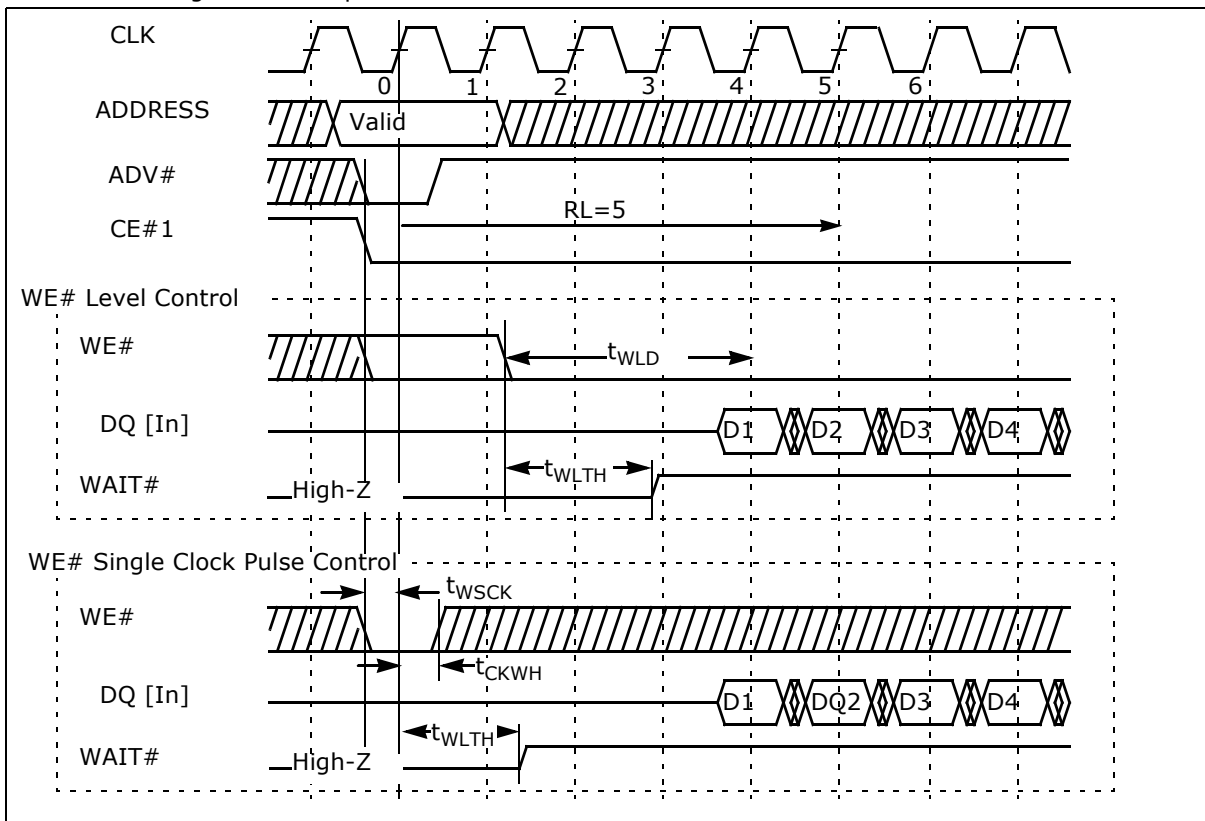 CLK
0 1 2 3 4 5 6
ADDRESS
Valid
ADV#
RL=5
CE#1
WE# Level Control
WE#
tWLD
DQ [In]
D1 D2 D3 D4
tWLTH
WAIT#
High-Z
WE# Single Clock Pulse Control
tWSCK
WE#
tCKWH
DQ [In]
D1 DQ2 D3 D4
tWLTH
WAIT#
High-Z